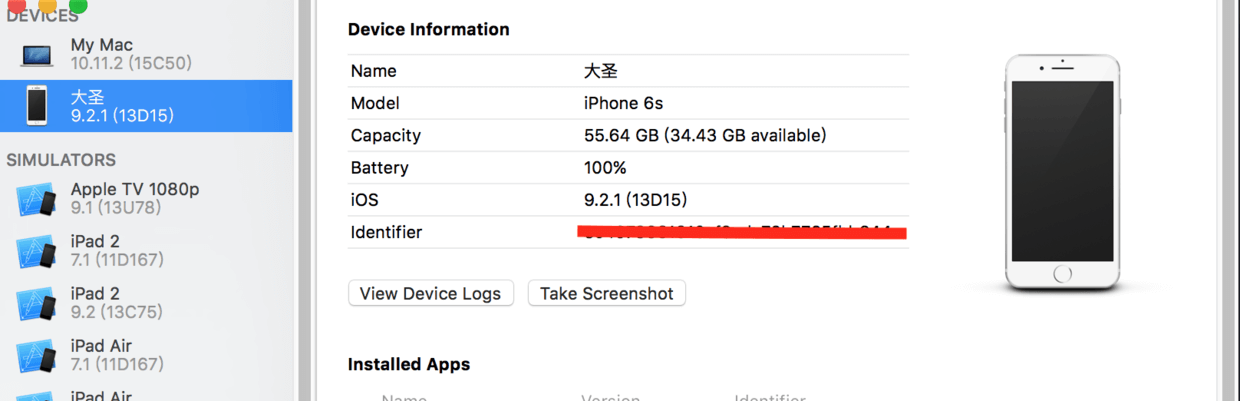 DEVICES
My Mac
10.11.2 (15C50)
大圣
9.2.1 (13D15)
SIMULATORS
Apple TV 1080p
9.1 (13U78)
iPad 2
7.1 (11D167)
iPad 2
9.2 (13C75)
iPad Air
7.1 (11D167)
iPad Air
Device Information
Name 大圣
Model iPhone 6s
Capacity 55.64 GB (34.43 GB available)
Battery 100%
iOS 9.2.1 (13D15)
Identifier
View Device Logs Take Screenshot
Installed Apps
Name Version Identifier